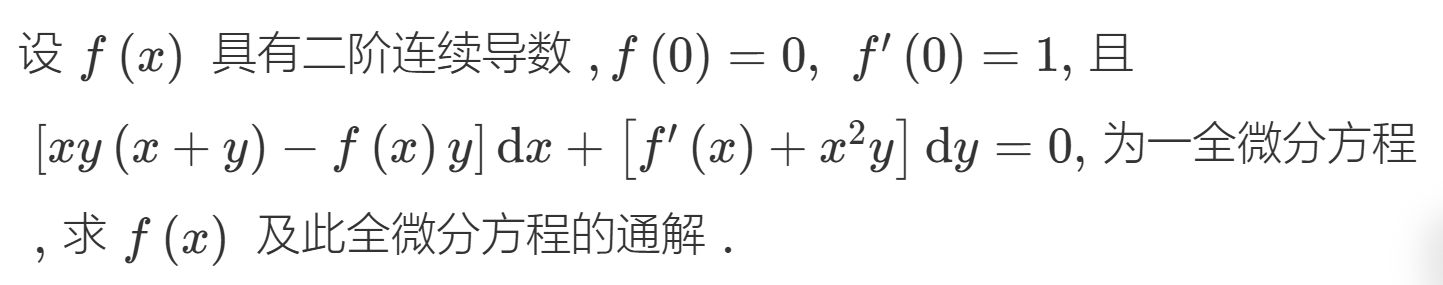 设 f (x) 具有二阶连续导数 , f (0) = 0, f′ (0) = 1, 且
[xy (x + y) − f (x) y] dx + [f′ (x) + x²y] dy = 0, 为一全微分方程
, 求 f (x) 及此全微分方程的通解 .